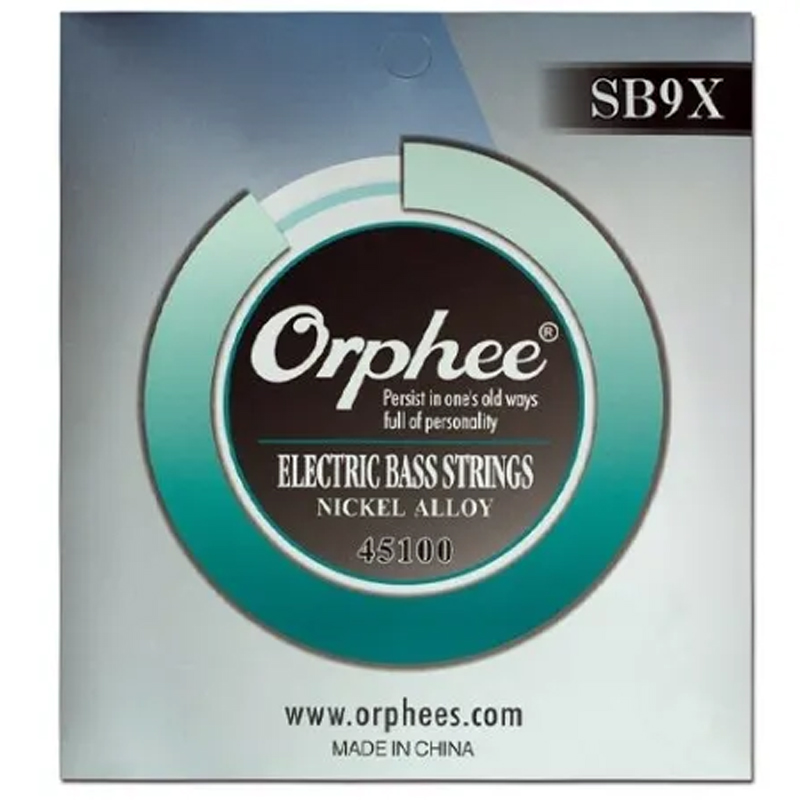 SB9X
Orphee®
Persist in one's old ways
full of personality
ELECTRIC BASS STRINGS
NICKEL ALLOY
45100
www.orphees.com
MADE IN CHINA